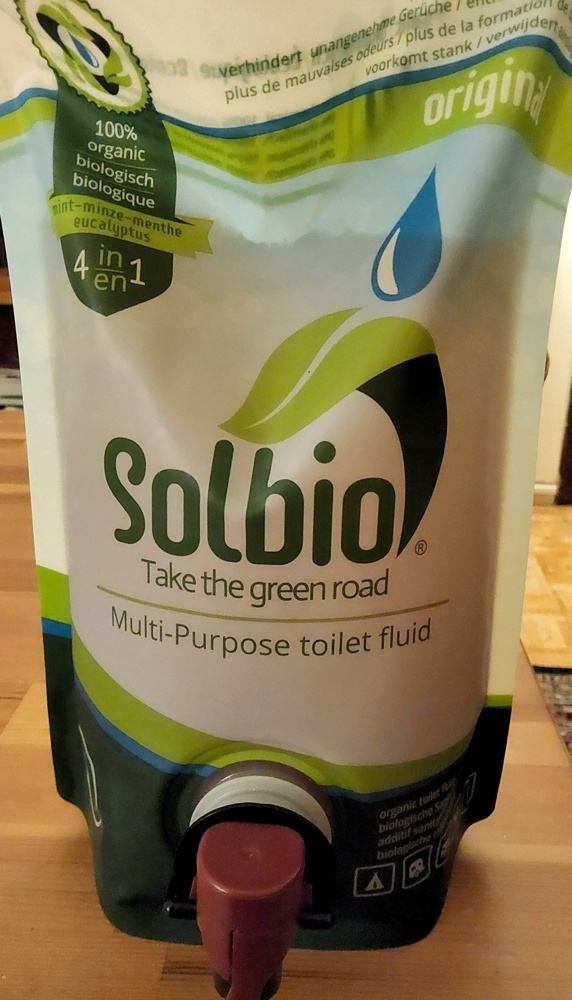 verhindert unangenehme Gerüche /
plus de mauvaises odeurs / plus de la formation de
voorkomt stank / verwijdert
original
100%
organic
biologisch
biologique
mint-minze-menthe
eucalyptus
4 in en 1
Solbio®
Take the green road
Multi-Purpose toilet fluid
organic toilet fluid
biologische
additif
biologische